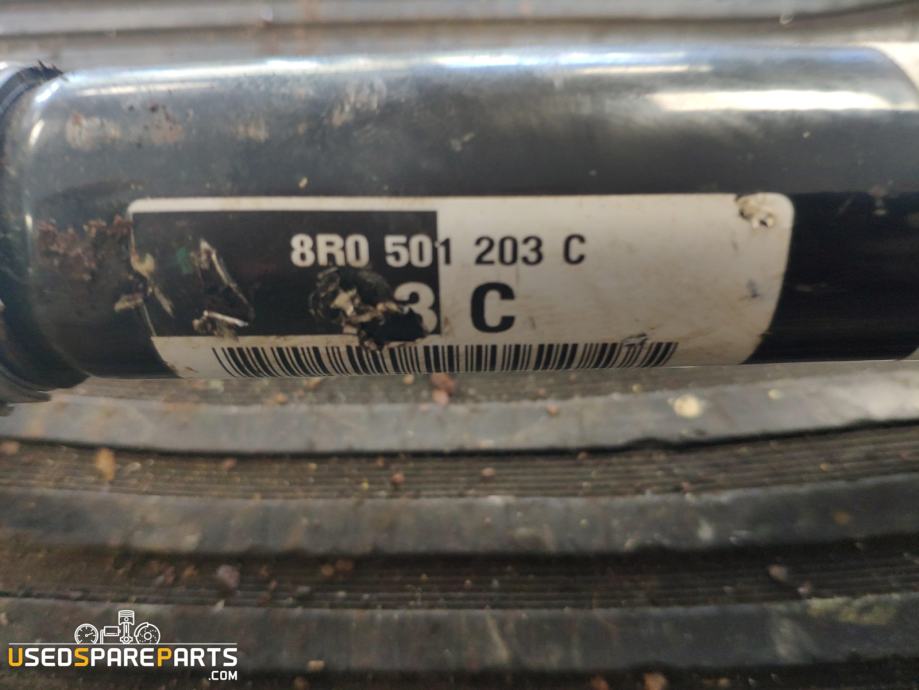 8R0 501 203 C
3 C
USEDSPAREPARTS
.COM